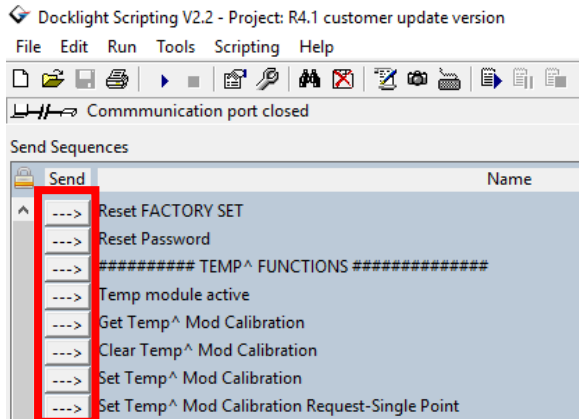 Docklight Scripting V2.2 - Project: R4.1 customer update version
File Edit Run Tools Scripting Help
Commmunication port closed
Send Sequences
Send Name
---> Reset FACTORY SET
---> Reset Password
---> ########## TEMP^ FUNCTIONS ##############
---> Temp module active
---> Get Temp^ Mod Calibration
---> Clear Temp^ Mod Calibration
---> Set Temp^ Mod Calibration
---> Set Temp^ Mod Calibration Request-Single Point